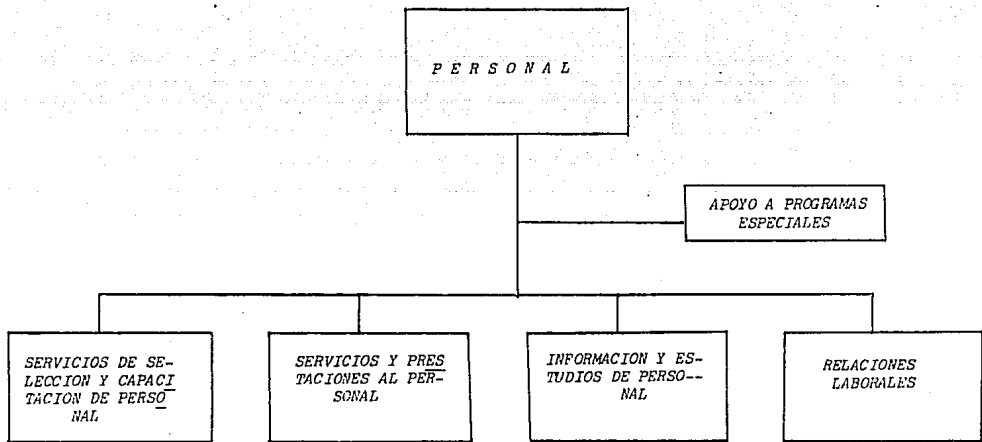 P E R S O N A L
APOYO A PROGRAMAS
ESPECIALES
SERVICIOS DE SE-
LECCION Y CAPACI
TACION DE PERSO
NAL
SERVICIOS Y PRES
TACIONES AL PER-
SONAL
INFORMACION Y ES-
TUDIOS DE PERSO--
NAL
RELACIONES
LABORALES